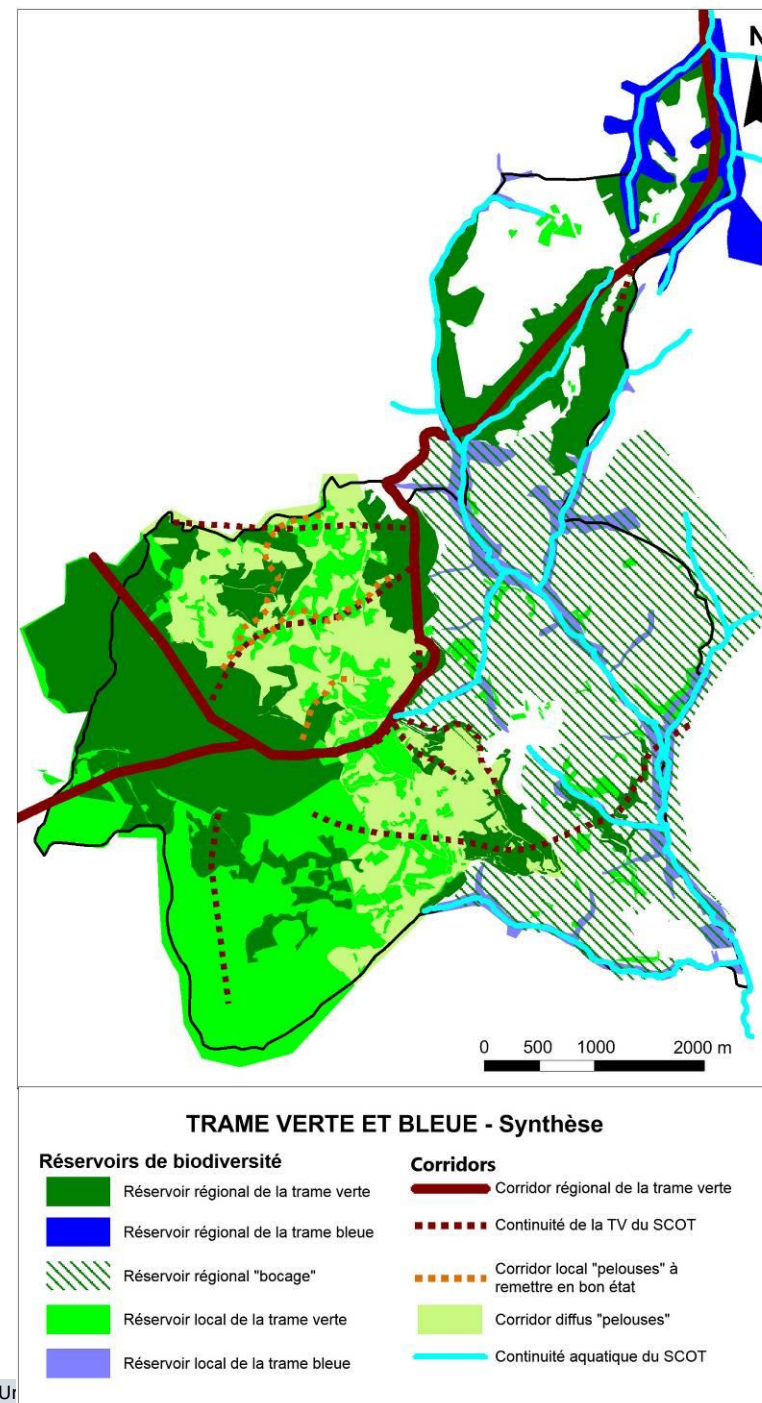 N
0 500 1000 2000 m
TRAME VERTE ET BLEUE - Synthèse
Réservoirs de biodiversité
Réservoir régional de la trame verte
Réservoir régional de la trame bleue
Réservoir régional "bocage"
Réservoir local de la trame verte
Réservoir local de la trame bleue
Corridors
Corridor régional de la trame verte
Continuité de la TV du SCOT
Corridor local "pelouses" à
remettre en bon état
Corridor diffus "pelouses"
Continuité aquatique du SCOT